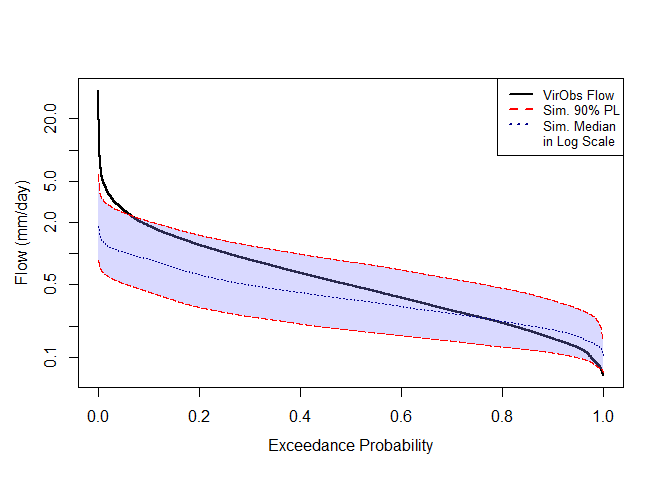 VirObs Flow
Sim. 90% PL
Sim. Median
in Log Scale
Flow (mm/day)
20.0
5.0
2.0
0.5
0.1
0.0 0.2 0.4 0.6 0.8 1.0
Exceedance Probability